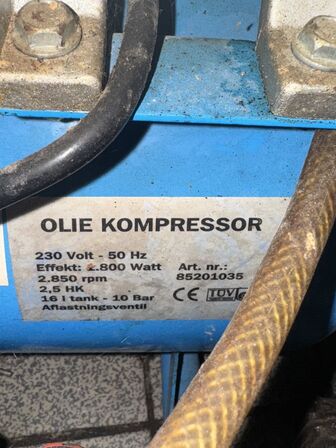 OLIE KOMPRESSOR
230 Volt - 50 Hz
Effekt: 1.800 Watt Art. nr.:
2.850 rpm 85201035
2,5 HK
16 l tank - 10 Bar CE TÜV
Aflastningsventil